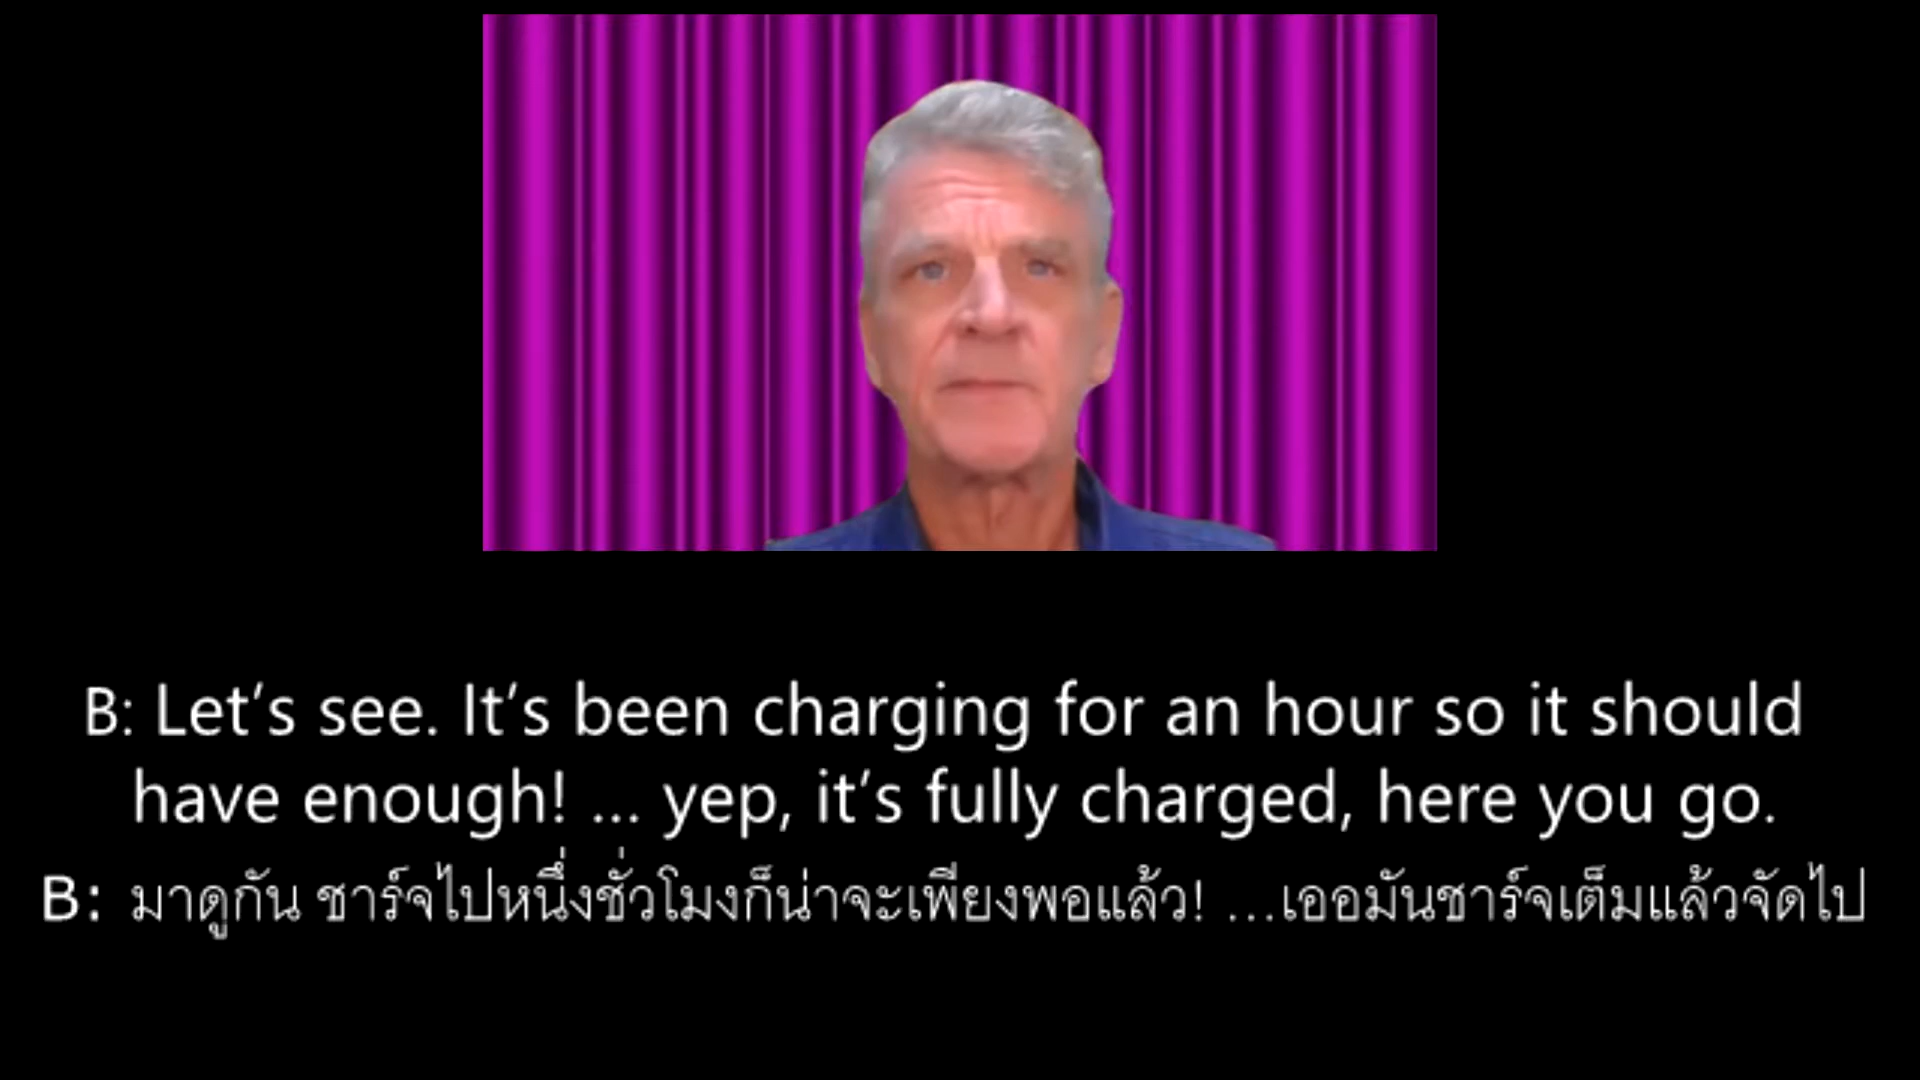 B: Let’s see. It’s been charging for an hour so it should
have enough! ... yep, it’s fully charged, here you go.
B: มาดูกัน ชาร์จไปหนึ่งชั่วโมงก็น่าจะเพียงพอแล้ว! ...เออมันชาร์จเต็มแล้วจัดไป